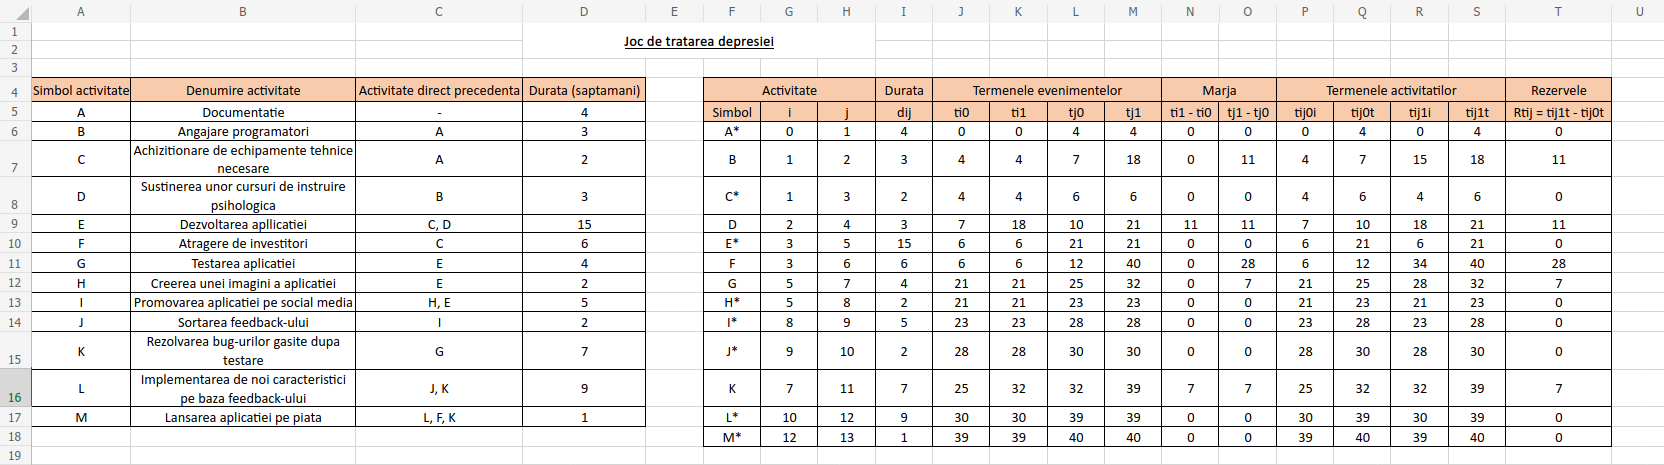 A B C D E F G H I J K L M N O P Q R S T U
1
2 Joc de tratarea depresiei
3
4 Simbol activitate Denumire activitate Activitate direct precedenta Durata (saptamani) Activitate Durata Termenele evenimentelor Marja Termenele activitatilor Rezervele
5 A Documentatie - 4 Simbol i j dij ti0 ti1 tj0 tj1 ti1 - ti0 tj1 - tj0 tij0i tij0t tij1i tij1t Rtij = tij1t - tij0t
6 B Angajare programatori A 3 A* 0 1 4 0 0 4 4 0 0 0 4 0 4 0
7 C Achizitionare de echipamente tehnice
necesare A 2 B 1 2 3 4 4 7 18 0 11 4 7 15 18 11
8 D Sustinerea unor cursuri de instruire
psihologica B 3 C* 1 3 2 4 4 6 6 0 0 4 6 4 6 0
9 E Dezvoltarea apllicatiei C, D 15 D 2 4 3 7 18 10 21 11 11 7 10 18 21 11
10 F Atragere de investitori C 6 E* 3 5 15 6 6 21 21 0 0 6 21 6 21 0
11 G Testarea aplicatiei E 4 F 3 6 6 6 6 12 40 0 28 6 12 34 40 28
12 H Creerea unei imagini a aplicatiei E 2 G 5 7 4 21 21 25 32 0 7 21 25 28 32 7
13 I Promovarea aplicatiei pe social media H, E 5 H* 5 8 2 21 21 23 23 0 0 21 23 21 23 0
14 J Sortarea feedback-ului I 2 I* 8 9 5 23 23 28 28 0 0 23 28 23 28 0
15 K Rezolvarea bug-urilor gasite dupa
testare G 7 J* 9 10 2 28 28 30 30 0 0 28 30 28 30 0
16 L Implementarea de noi caracteristici
pe baza feedback-ului J, K 9 K 7 11 7 25 32 32 39 7 7 25 32 32 39 7
17 M Lansarea aplicatiei pe piata L, F, K 1 L* 10 12 9 30 30 39 39 0 0 30 39 30 39 0
18 M* 12 13 1 39 39 40 40 0 0 39 40 39 40 0
19